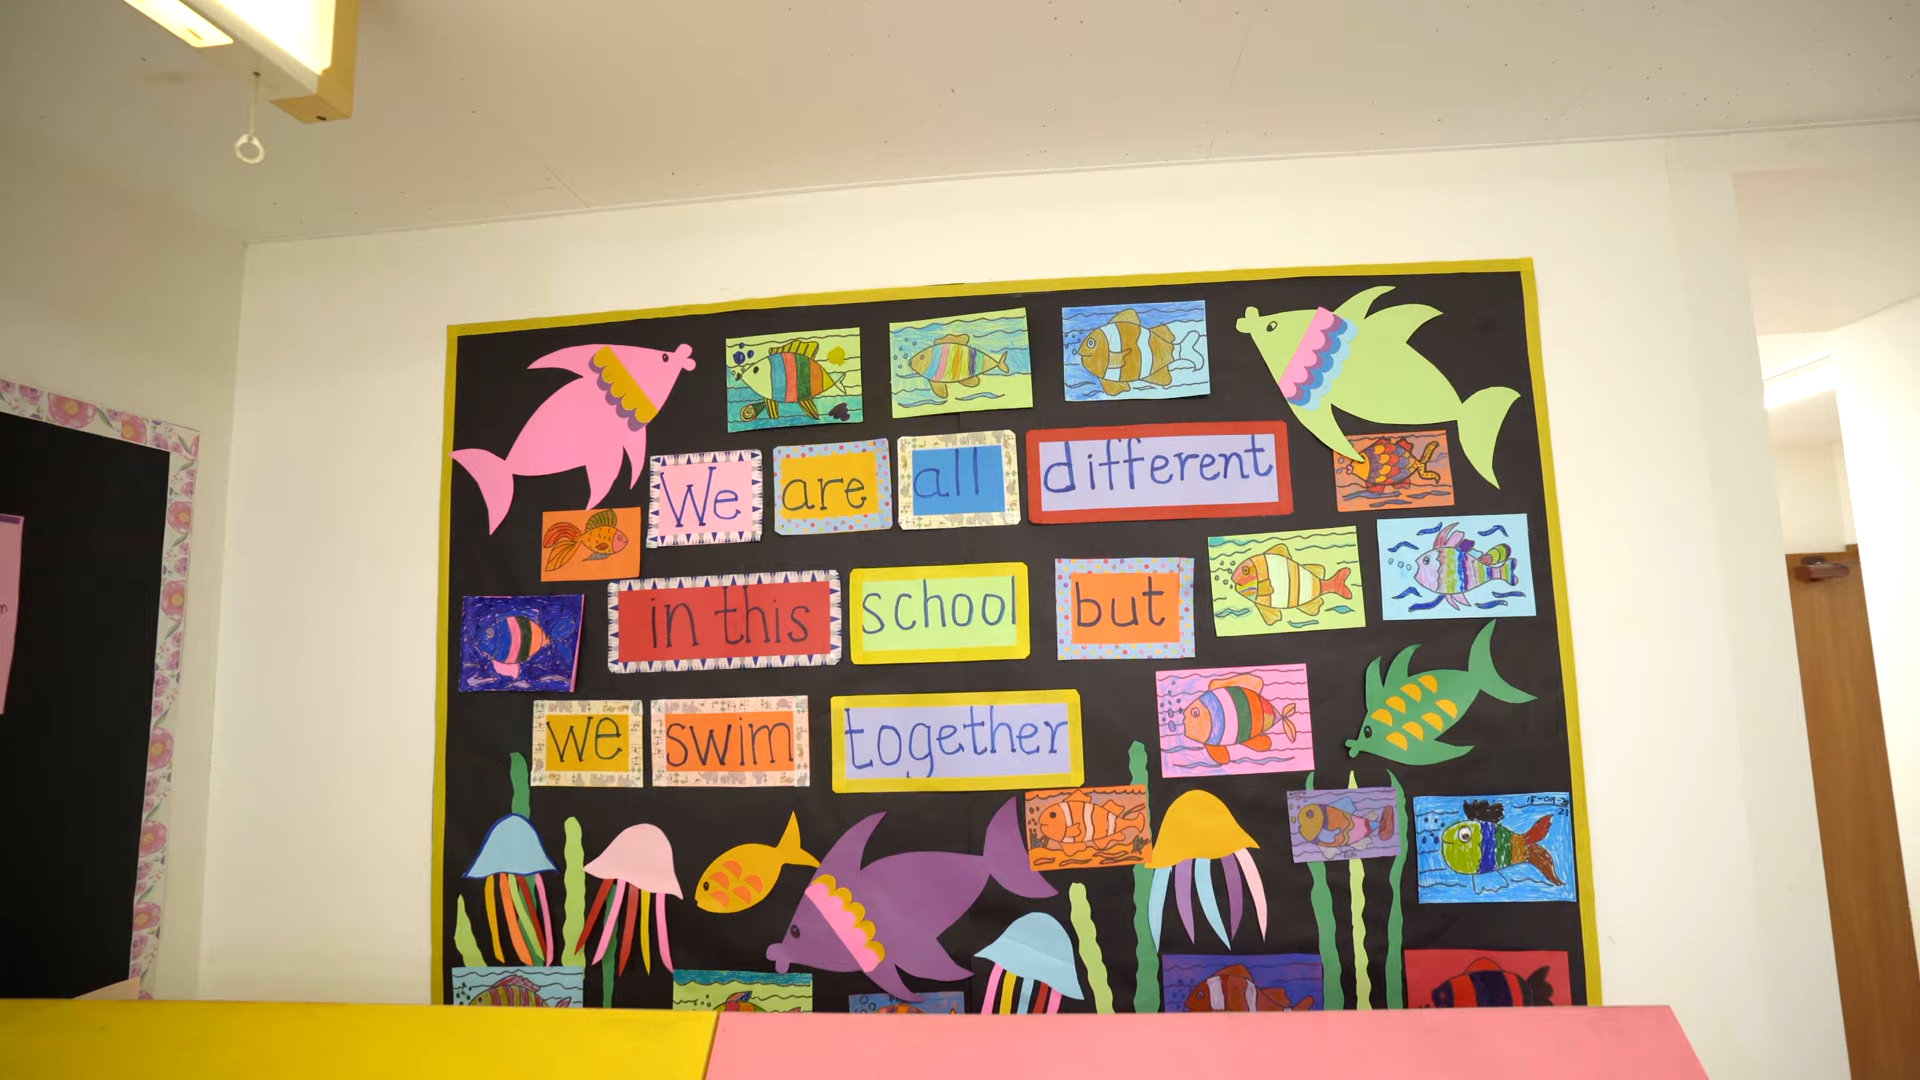 We are all different
in this school but
we swim together